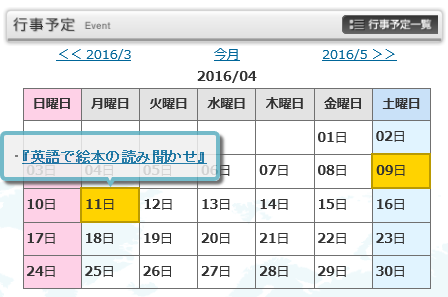 行事予定 Event 行事予定一覧
<< 2016/3 今月 2016/5 >>
2016/04
日曜日 月曜日 火曜日 水曜日 木曜日 金曜日 土曜日
01日 02日
・『英語で絵本の読み聞かせ』
03日 04日 05日 06日 07日 08日 09日
10日 11日 12日 13日 14日 15日 16日
17日 18日 19日 20日 21日 22日 23日
24日 25日 26日 27日 28日 29日 30日